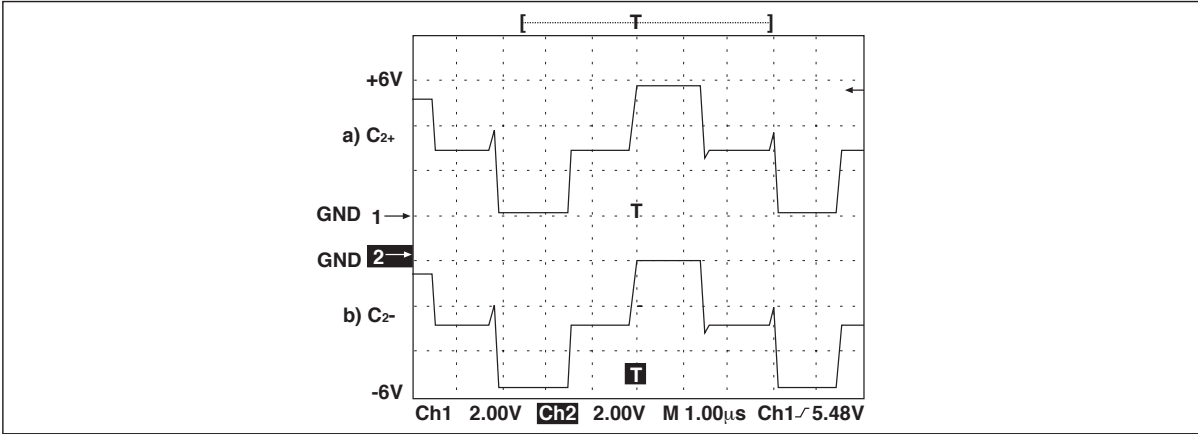 [ T ]
+6V
a) C2+
GND 1
T
GND 2
b) C2-
T
-6V
Ch1 2.00V Ch2 2.00V M 1.00μs Ch1 5.48V